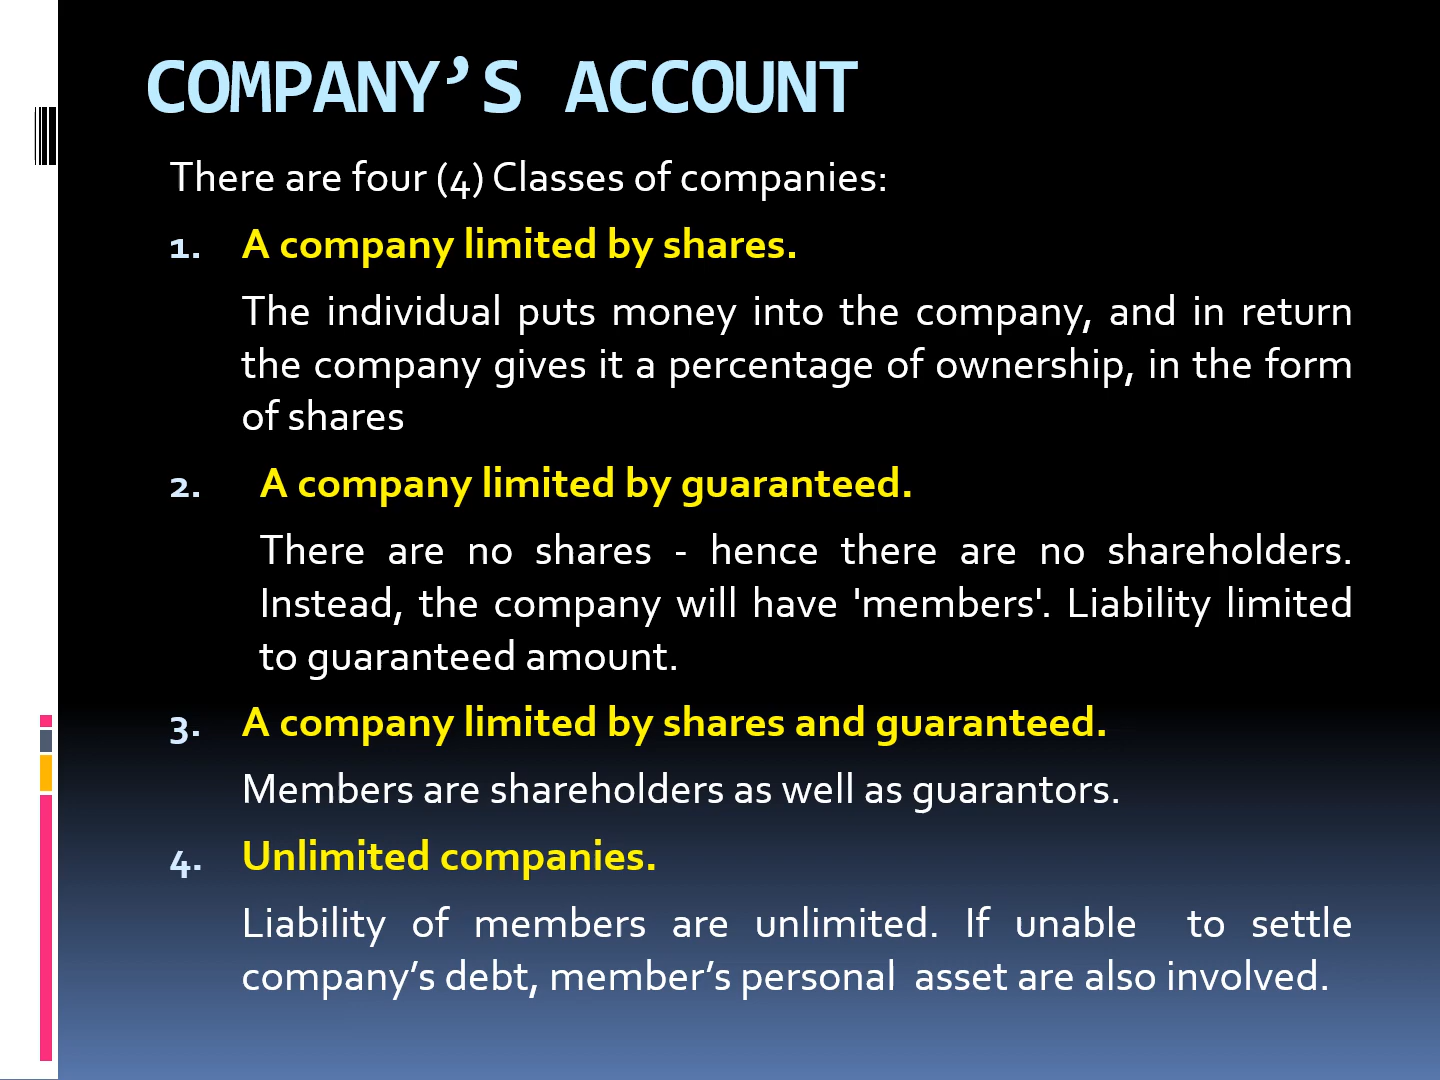 COMPANY’S ACCOUNT
There are four (4) Classes of companies:
1. A company limited by shares.
The individual puts money into the company, and in return
the company gives it a percentage of ownership, in the form
of shares
2. A company limited by guaranteed.
There are no shares - hence there are no shareholders.
Instead, the company will have 'members'. Liability limited
to guaranteed amount.
3. A company limited by shares and guaranteed.
Members are shareholders as well as guarantors.
4. Unlimited companies.
Liability of members are unlimited. If unable to settle
company’s debt, member’s personal asset are also involved.